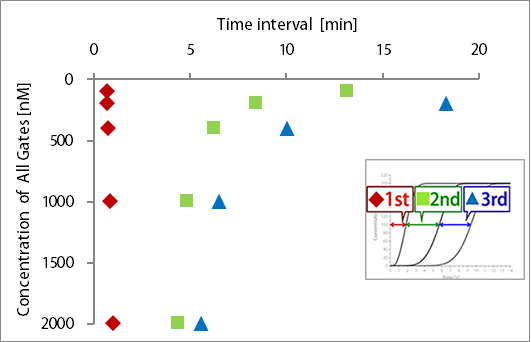 Time interval [min]
0 5 10 15 20
Concentration of All Gates [nM]
0
500
1000
1500
2000
1st 2nd 3rd